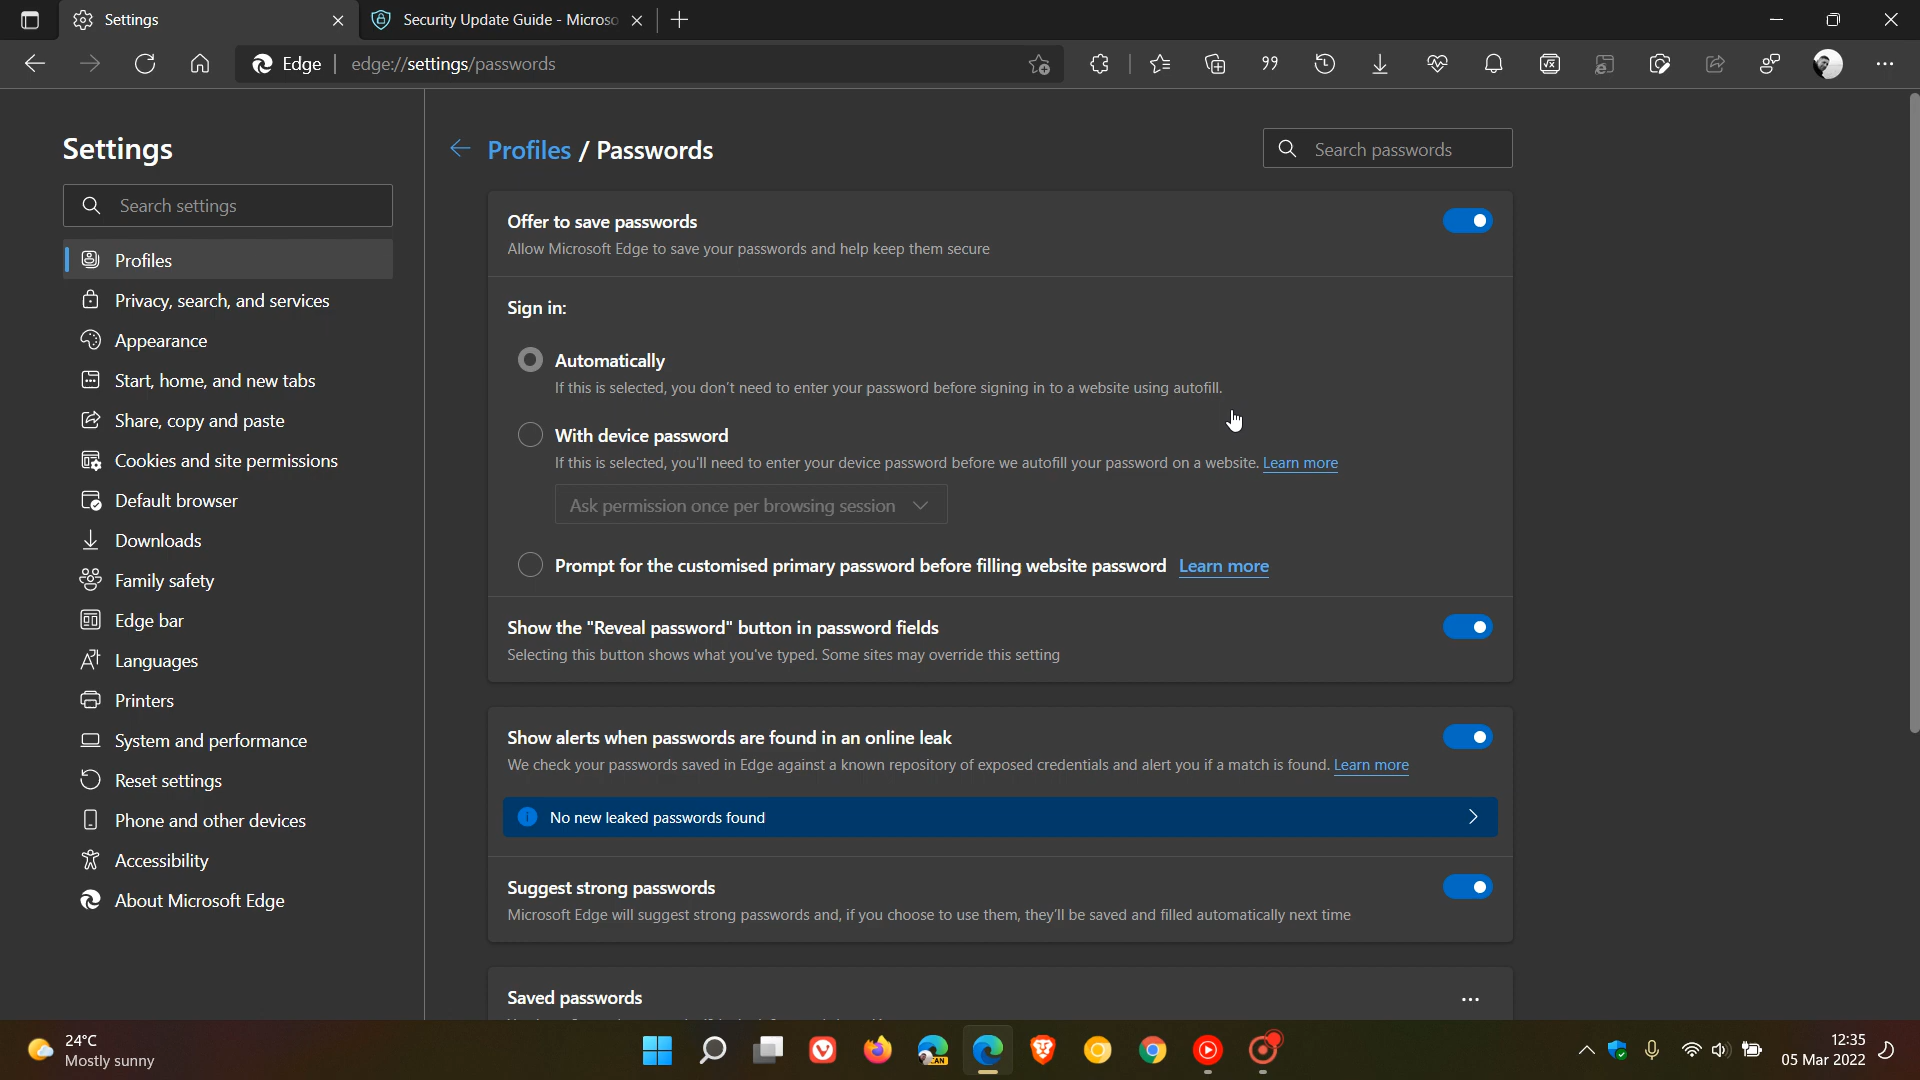 Settings
Security Update Guide - Microso
Edge
edge://settings/passwords
Settings
Search settings
Profiles
Privacy, search, and services
Appearance
Start, home, and new tabs
Share, copy and paste
Cookies and site permissions
Default browser
Downloads
Family safety
Edge bar
Languages
Printers
System and performance
Reset settings
Phone and other devices
Accessibility
About Microsoft Edge
Profiles / Passwords
Search passwords
Offer to save passwords
Allow Microsoft Edge to save your passwords and help keep them secure
Sign in:
Automatically
If this is selected, you don't need to enter your password before signing in to a website using autofill.
With device password
If this is selected, you'll need to enter your device password before we autofill your password on a website. Learn more
Ask permission once per browsing session
Prompt for the customised primary password before filling website password Learn more
Show the "Reveal password" button in password fields
Selecting this button shows what you've typed. Some sites may override this setting
Show alerts when passwords are found in an online leak
We check your passwords saved in Edge against a known repository of exposed credentials and alert you if a match is found. Learn more
No new leaked passwords found
Suggest strong passwords
Microsoft Edge will suggest strong passwords and, if you choose to use them, they'll be saved and filled automatically next time
Saved passwords
24°C
Mostly sunny
CAN
12:35
05 Mar 2022